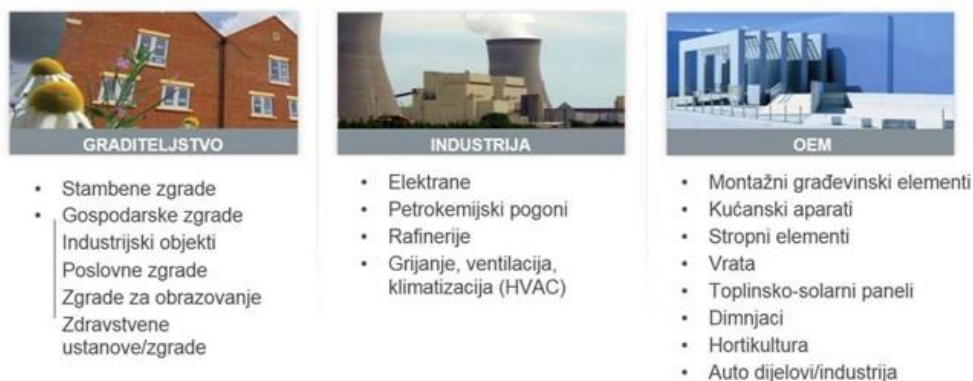 GRADITELJSTVO
• Stambene zgrade
• Gospodarske zgrade
Industrijski objekti
Poslovne zgrade
Zgrade za obrazovanje
Zdravstvene
ustanove/zgrade
INDUSTRIJA
• Elektrane
• Petrokemijski pogoni
• Rafinerije
• Grijanje, ventilacija,
klimatizacija (HVAC)
OEM
• Montažni građevinski elementi
• Kućanski aparati
• Stropni elementi
• Vrata
• Toplinsko-solarni paneli
• Dimnjaci
• Hortikultura
• Auto dijelovi/industrija